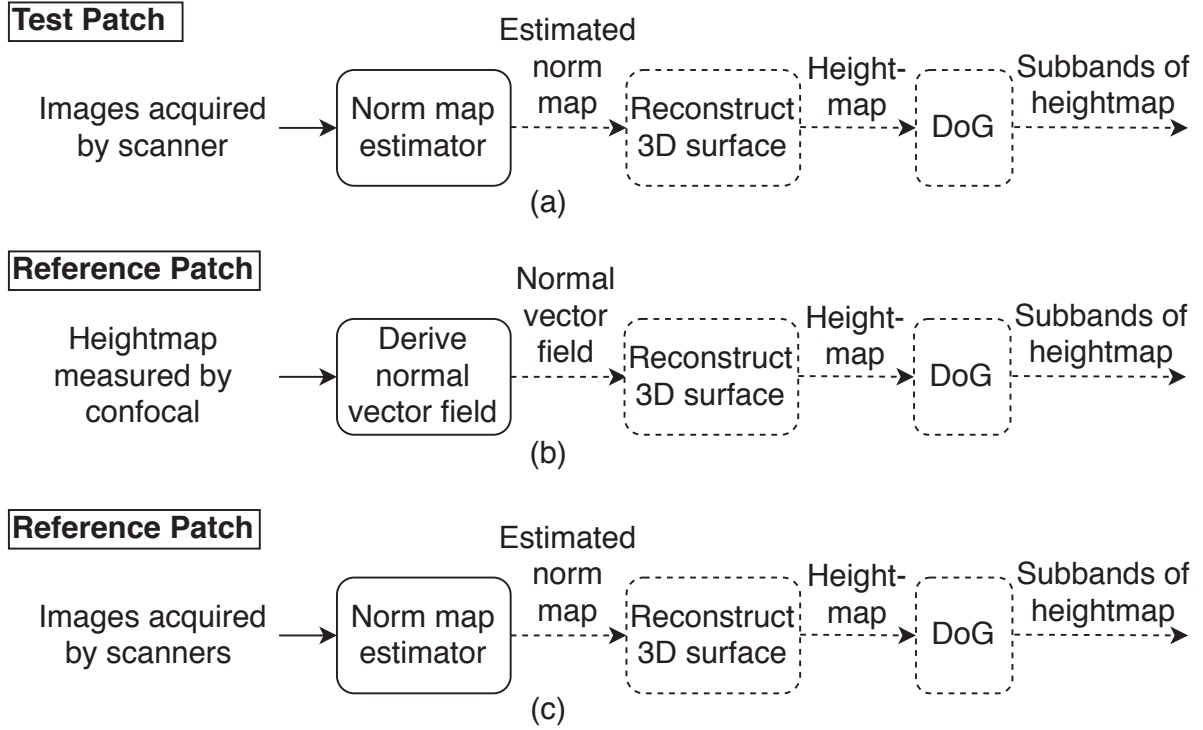 Test Patch
Images acquired
by scanner
Norm map
estimator
Estimated
norm
map
Reconstruct
3D surface
Height-
map
DoG
Subbands of
heightmap
(a)
Reference Patch
Heightmap
measured by
confocal
Derive
normal
vector field
Normal
vector
field
Reconstruct
3D surface
Height-
map
DoG
Subbands of
heightmap
(b)
Reference Patch
Images acquired
by scanners
Norm map
estimator
Estimated
norm
map
Reconstruct
3D surface
Height-
map
DoG
Subbands of
heightmap
(c)